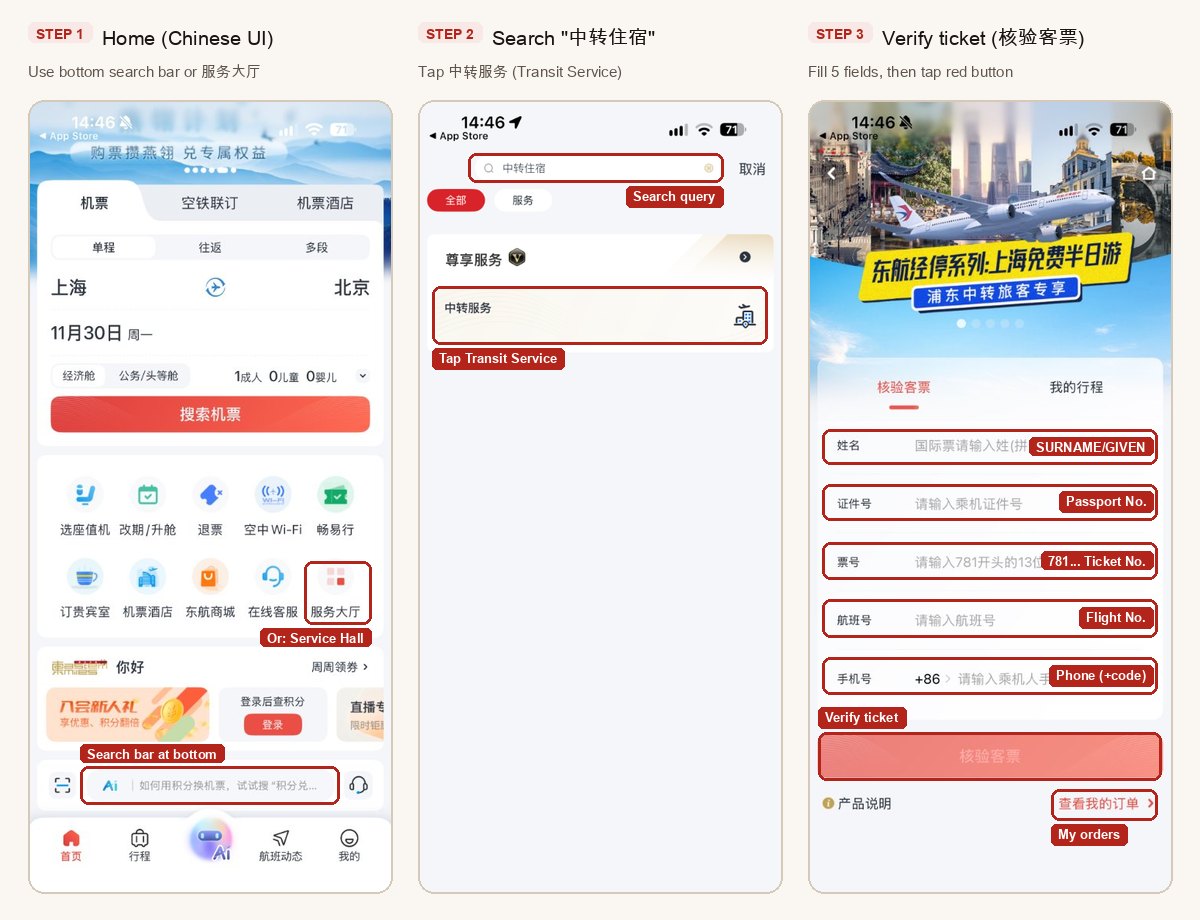 STEP 1 Home (Chinese UI)
Use bottom search bar or 服务大厅
14:46
◀ App Store
71
购票攒燕翎 兑专属权益
机票 空铁联订 机票酒店
单程 往返 多段
上海 北京
11月30日 周一
经济舱 公务/头等舱 1成人 0儿童 0婴儿
搜索机票
选座值机 改期/升舱 退票 空中Wi-Fi 畅易行
订贵宾室 机票酒店 东航商城 在线客服 服务大厅
Or: Service Hall
你好 周周领券
入会新人礼
享优惠、积分翻倍
登录后查积分
登录
直播专
限时钜
Search bar at bottom
Ai 如何用积分换机票，试试搜“积分兑...
首页 行程 Ai 航班动态 我的
STEP 2 Search "中转住宿"
Tap 中转服务 (Transit Service)
14:46
◀ App Store
71
中转住宿 取消
Search query
全部 服务
尊享服务
中转服务
Tap Transit Service
STEP 3 Verify ticket (核验客票)
Fill 5 fields, then tap red button
14:46
◀ App Store
71
东航经停系列:上海免费半日游
浦东中转旅客专享
核验客票 我的行程
姓名 国际票请输入姓(拼 SURNAME/GIVEN
证件号 请输入乘机证件号 Passport No.
票号 请输入781开头的13位 781... Ticket No.
航班号 请输入航班号 Flight No.
手机号 +86 请输入乘机人手 Phone (+code)
Verify ticket
核验客票
产品说明 查看我的订单
My orders